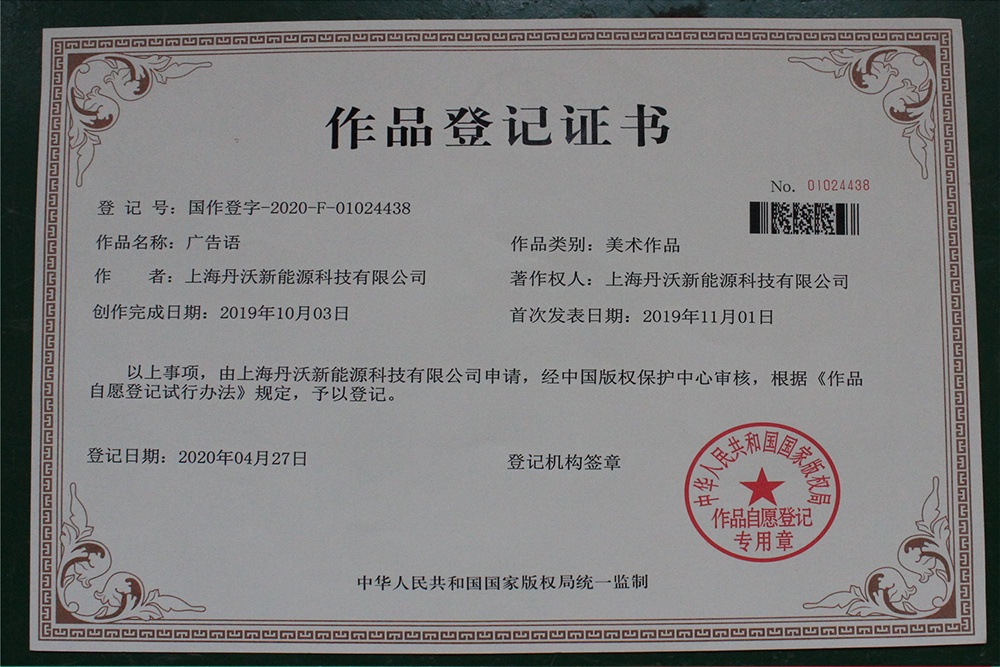 作品登记证书
No. 01024438
登 记 号：国作登字-2020-F-01024438
作品名称：广告语
作品类别：美术作品
作 者：上海丹沃新能源科技有限公司
著作权人：上海丹沃新能源科技有限公司
创作完成日期：2019年10月03日
首次发表日期：2019年11月01日
以上事项，由上海丹沃新能源科技有限公司申请，经中国版权保护中心审核，根据《作品
自愿登记试行办法》规定，予以登记。
登记日期：2020年04月27日
登记机构签章
中华人民共和国国家版权局
作品自愿登记
专用章
中华人民共和国国家版权局统一监制